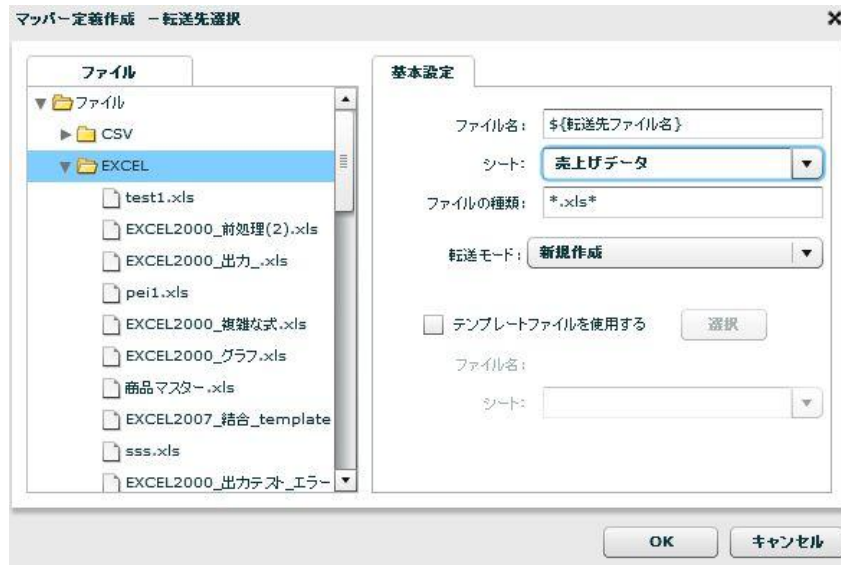 マッパー定義作成 －転送先選択
ファイル
ファイル
CSV
EXCEL
test1.xls
EXCEL2000_前処理(2).xls
EXCEL2000_出力_.xls
pei1.xls
EXCEL2000_複雑な式.xls
EXCEL2000_グラフ.xls
商品マスター.xls
EXCEL2007_結合_template
sss.xls
EXCEL2000_出力テスト_エラー
基本設定
ファイル名: ${転送先ファイル名}
シート: 売上げデータ
ファイルの種類: *.xls*
転送モード: 新規作成
テンプレートファイルを使用する 選択
ファイル名:
シート:
OK キャンセル